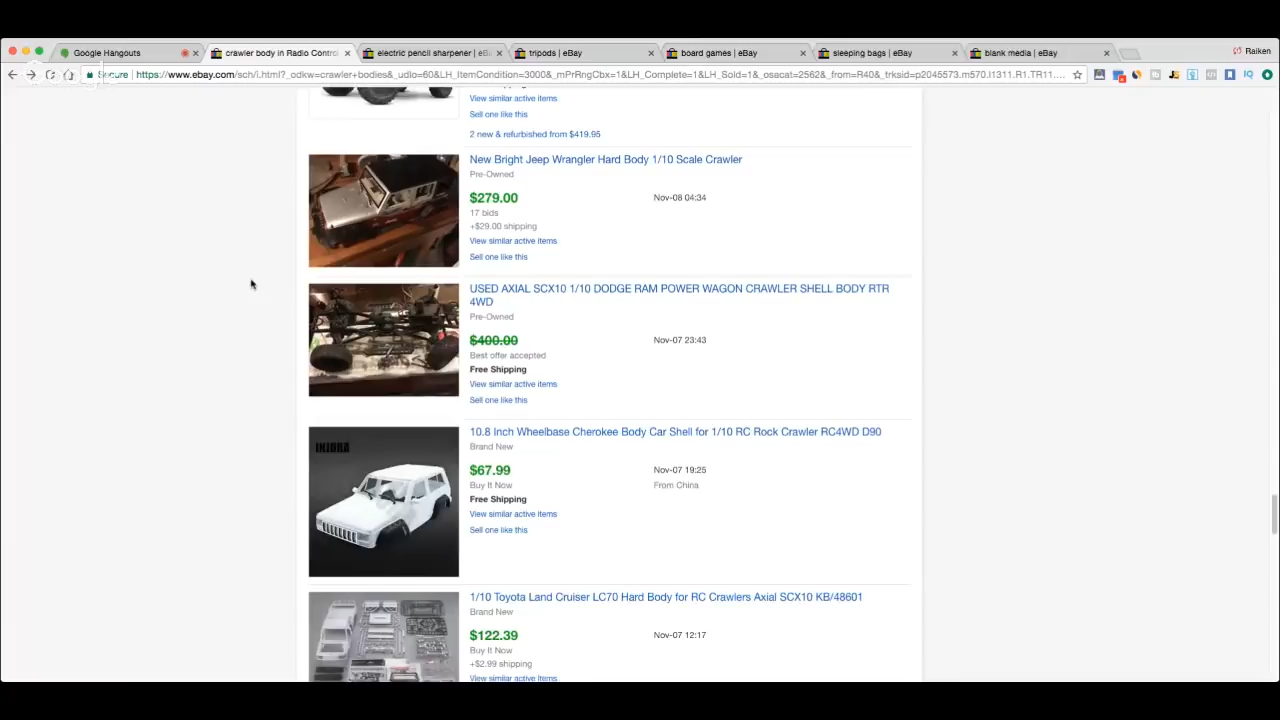 Google Hangouts
crawler body in Radio Contro
electric pencil sharpener | eB
tripods | eBay
board games | eBay
sleeping bags | eBay
blank media | eBay
Raiken
Secure
https://www.ebay.com/sch/i.html?_odkw=crawler+bodies&_udlo=60&LH_ItemCondition=3000&_mPrRngCbx=1&LH_Complete=1&LH_Sold=1&_osacat=2562&_from=R40&_trksid=p2045573.m570.l1311.R1.TR11....
View similar active items
Sell one like this
2 new & refurbished from $419.95
New Bright Jeep Wrangler Hard Body 1/10 Scale Crawler
Pre-Owned
$279.00
Nov-08 04:34
17 bids
+$29.00 shipping
View similar active items
Sell one like this
USED AXIAL SCX10 1/10 DODGE RAM POWER WAGON CRAWLER SHELL BODY RTR
4WD
Pre-Owned
$400.00
Nov-07 23:43
Best offer accepted
Free Shipping
View similar active items
Sell one like this
INJORA
10.8 Inch Wheelbase Cherokee Body Car Shell for 1/10 RC Rock Crawler RC4WD D90
Brand New
$67.99
Nov-07 19:25
Buy It Now
From China
Free Shipping
View similar active items
Sell one like this
1/10 Toyota Land Cruiser LC70 Hard Body for RC Crawlers Axial SCX10 KB/48601
Brand New
$122.39
Nov-07 12:17
Buy It Now
+$2.99 shipping
View similar active items